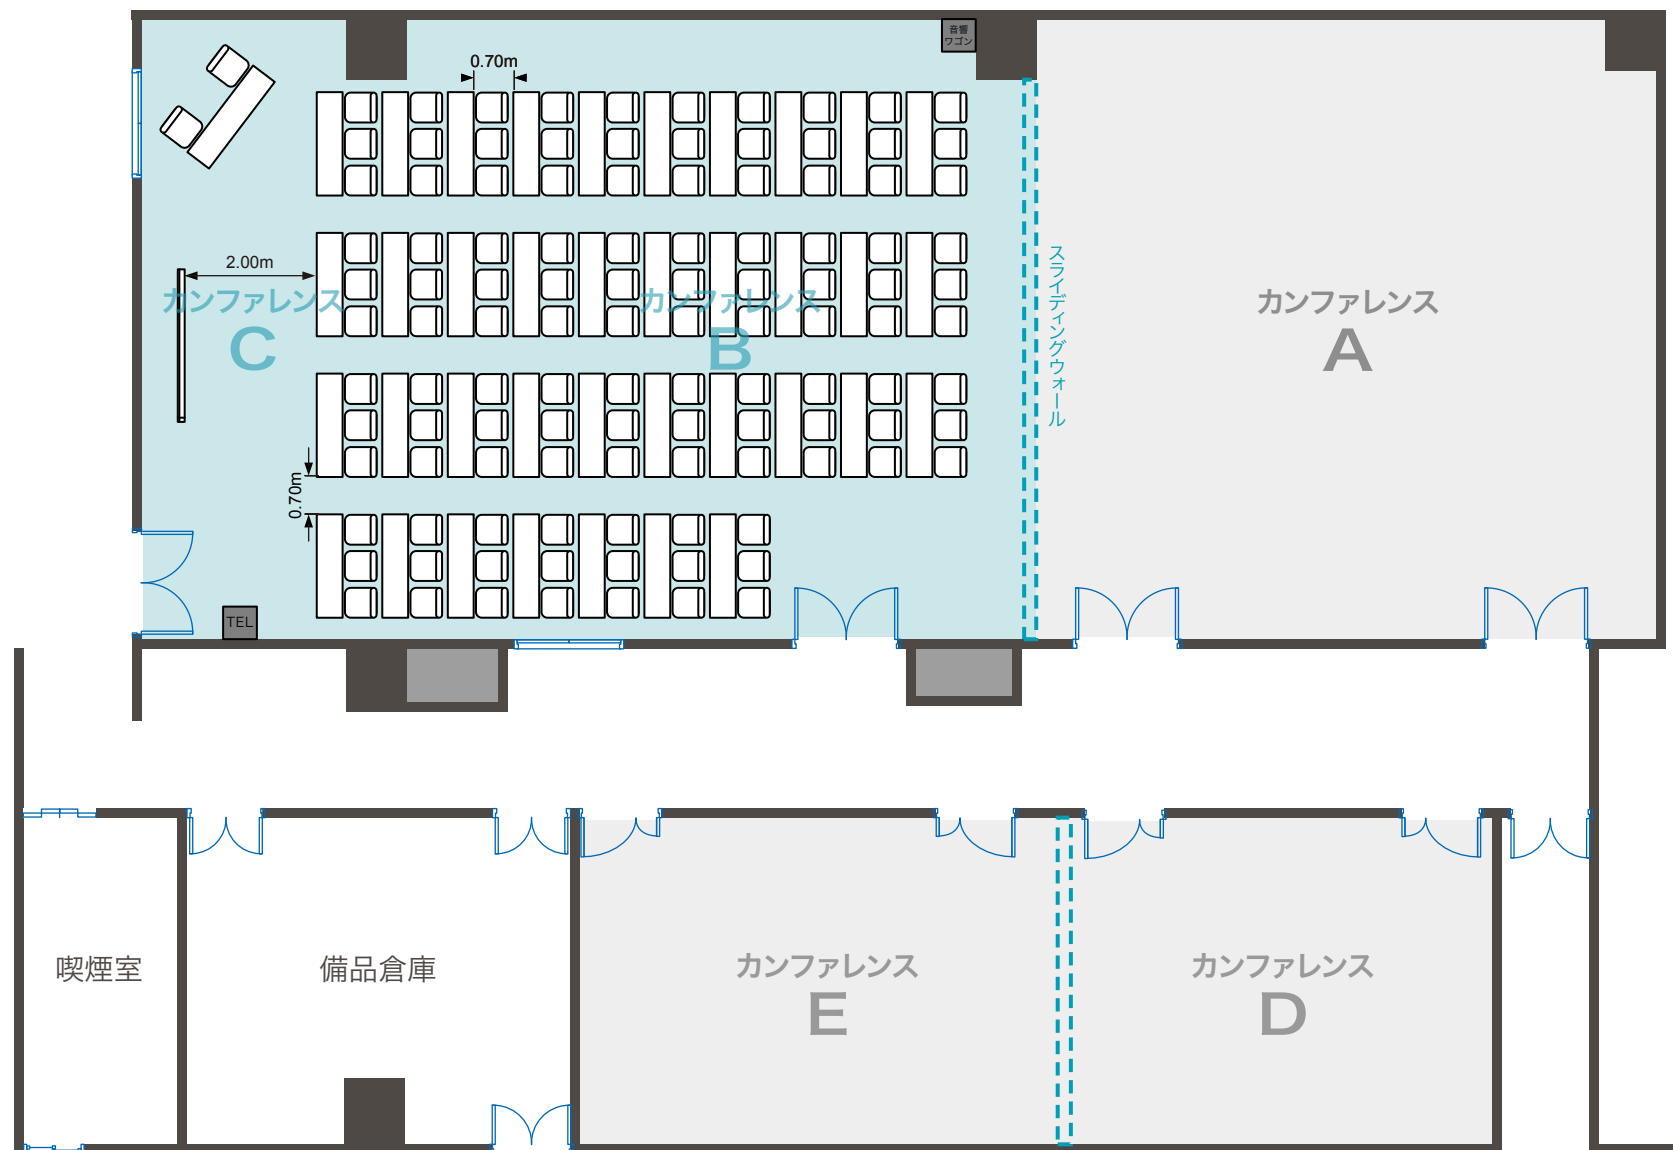 音響
ワゴン
0.70m
2.00m
カンファレンス
C
カンファレンス
B
スライディングウォール
カンファレンス
A
0.70m
TEL
喫煙室
備品倉庫
カンファレンス
E
カンファレンス
D